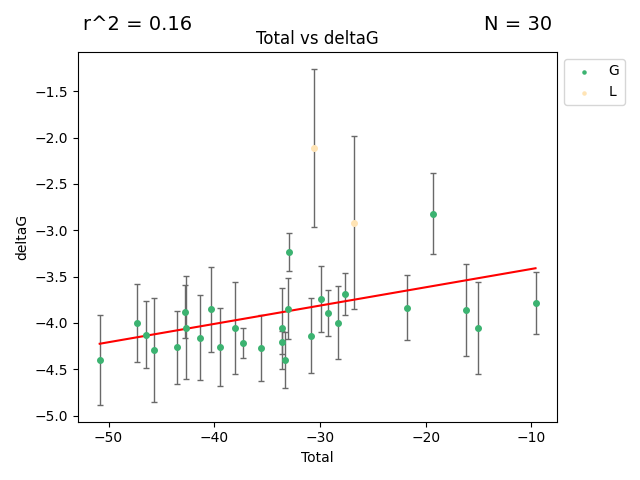 r^2 = 0.16
N = 30
Total vs deltaG
G
L
−1.5
−2.0
−2.5
−3.0
−3.5
−4.0
−4.5
−5.0
deltaG
−50
−40
−30
−20
−10
Total